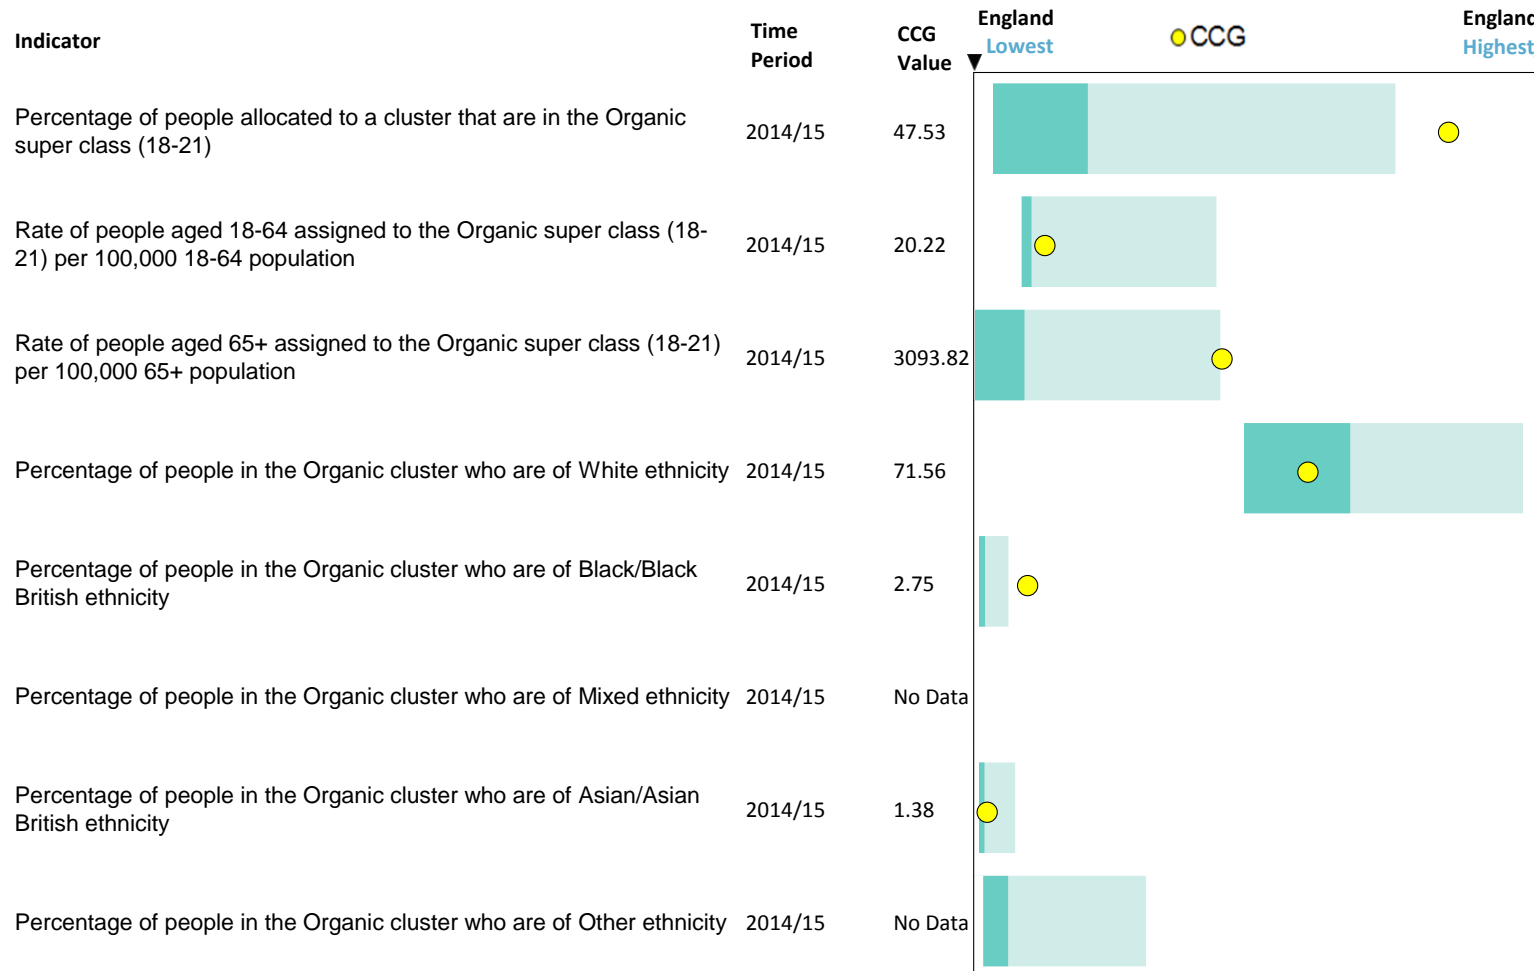 Indicator
Time Period
CCG Value
England Lowest
CCG
England Highest
Percentage of people allocated to a cluster that are in the Organic
super class (18-21)
2014/15
47.53
Rate of people aged 18-64 assigned to the Organic super class (18-
21) per 100,000 18-64 population
2014/15
20.22
Rate of people aged 65+ assigned to the Organic super class (18-21)
per 100,000 65+ population
2014/15
3093.82
Percentage of people in the Organic cluster who are of White ethnicity
2014/15
71.56
Percentage of people in the Organic cluster who are of Black/Black
British ethnicity
2014/15
2.75
Percentage of people in the Organic cluster who are of Mixed ethnicity
2014/15
No Data
Percentage of people in the Organic cluster who are of Asian/Asian
British ethnicity
2014/15
1.38
Percentage of people in the Organic cluster who are of Other ethnicity
2014/15
No Data